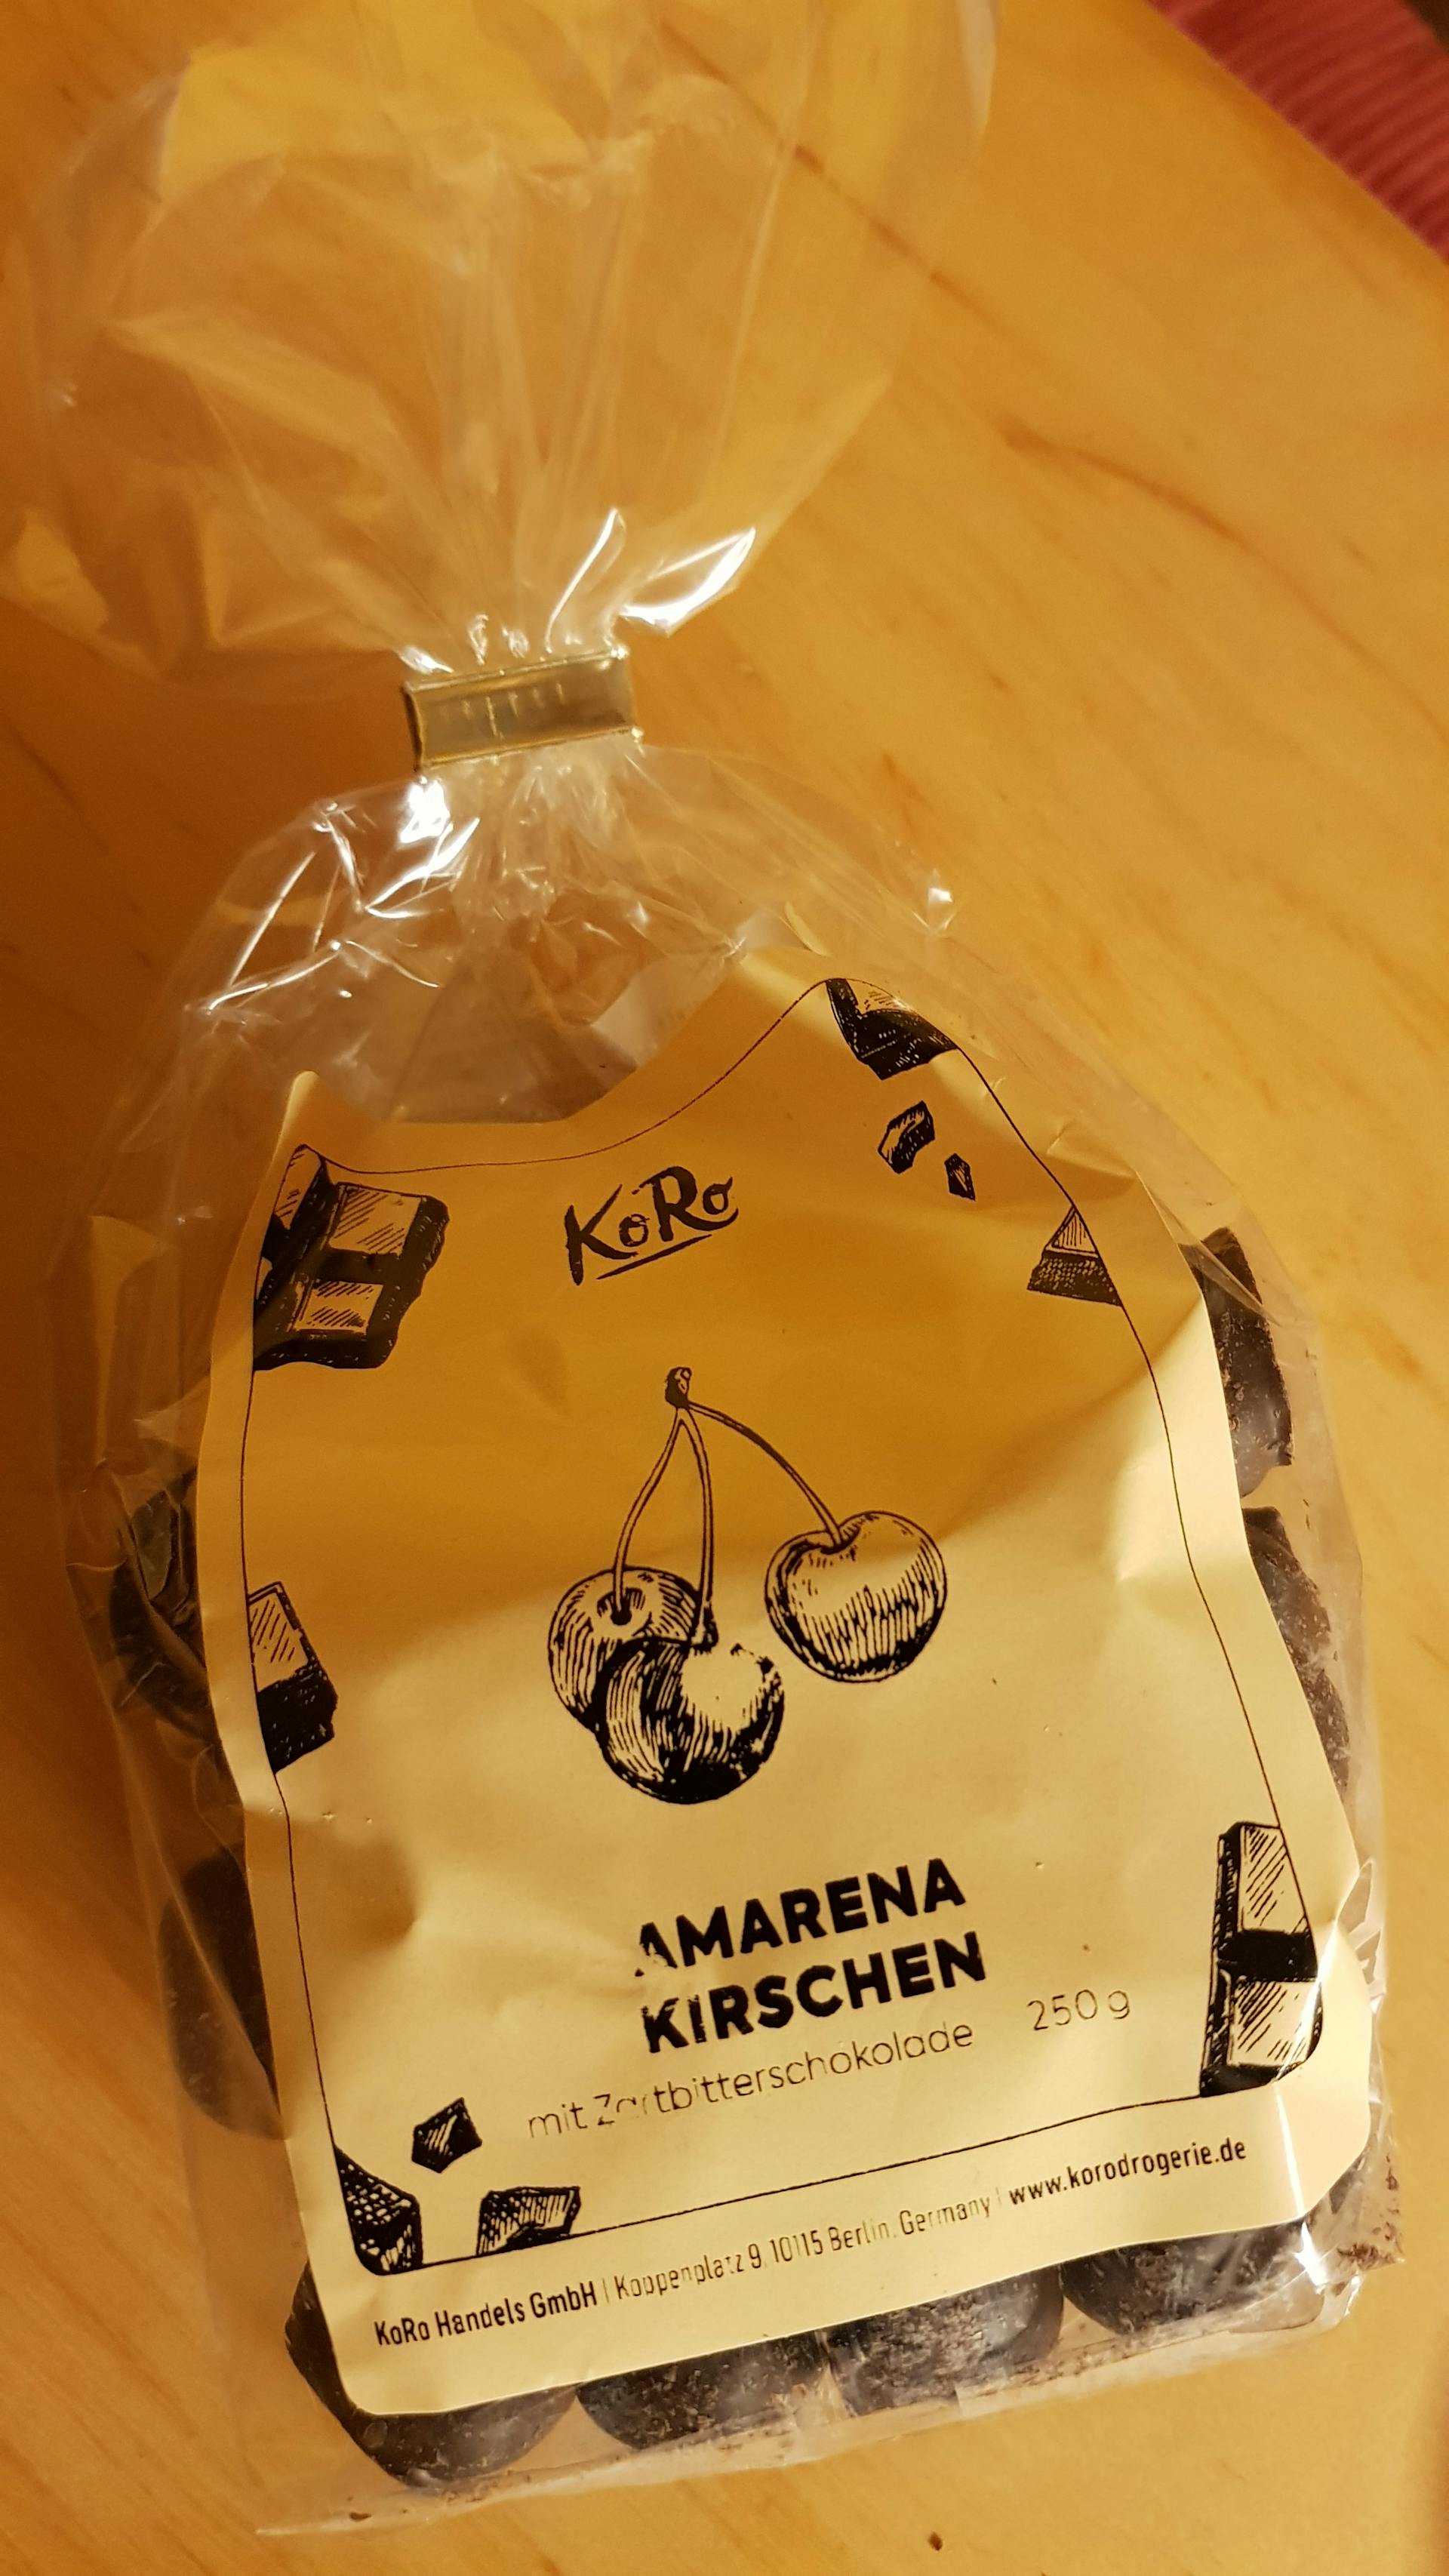 KoRo
AMARENA
KIRSCHEN
mit Zartbitterschokolade 250 g
KoRo Handels GmbH | Koppenplatz 9, 10115 Berlin, Germany | www.korodrogerie.de